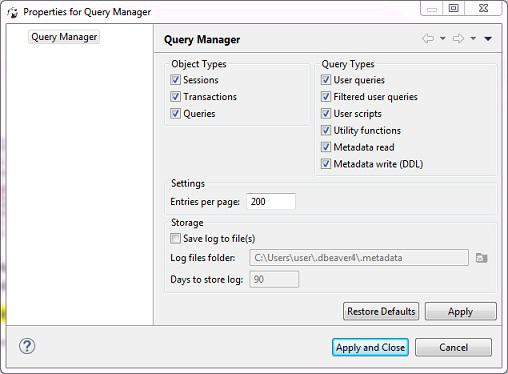 Properties for Query Manager
Query Manager
Query Manager
Object Types
Sessions
Transactions
Queries
Query Types
User queries
Filtered user queries
User scripts
Utility functions
Metadata read
Metadata write (DDL)
Settings
Entries per page: 200
Storage
Save log to file(s)
Log files folder: C:\Users\user\.dbeaver4\.metadata
Days to store log: 90
Restore Defaults Apply
? Apply and Close Cancel